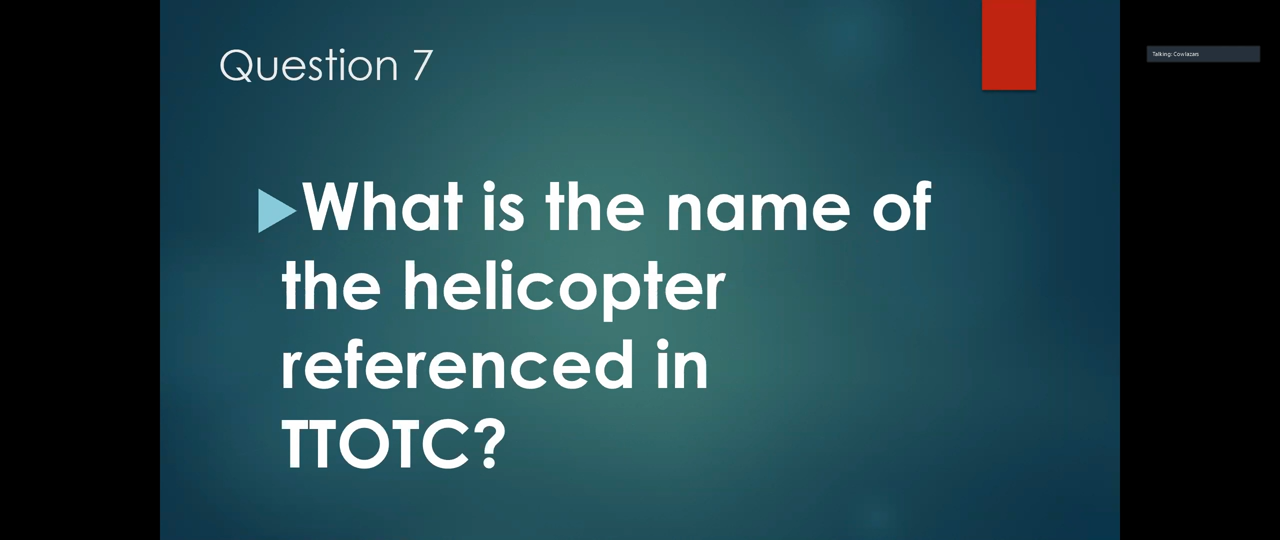 Question 7
Talking: Cowlazars
What is the name of
the helicopter
referenced in
TTOTC?